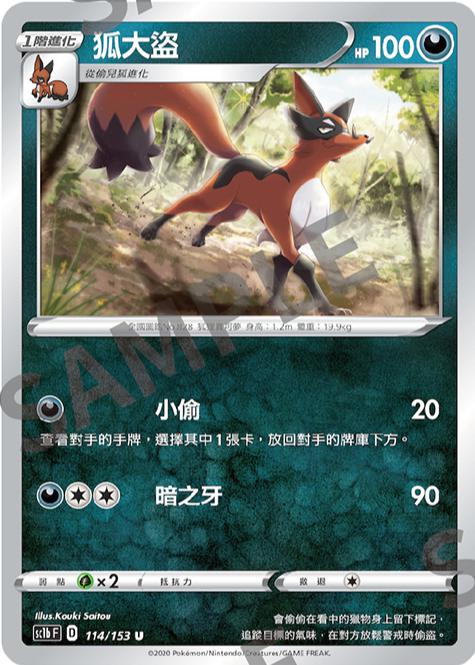 1階進化
狐大盜
HP 100
從偷兒狐進化
全國圖鑑No.828 狐狸寶可夢 身高:1.2m 體重:19.9kg
小偷 20
查看對手的手牌,選擇其中1張卡,放回對手的牌庫下方。
暗之牙 90
弱點 ×2 抵抗力 撤退
Illus.Kouki Saitou
sc1b F D 114/153 U
會偷偷在看中的獵物身上留下標記,
追蹤目標的氣味,在對方放鬆警戒時偷盜。
©2020 Pokémon/Nintendo/Creatures/GAME FREAK.
SAMPLE